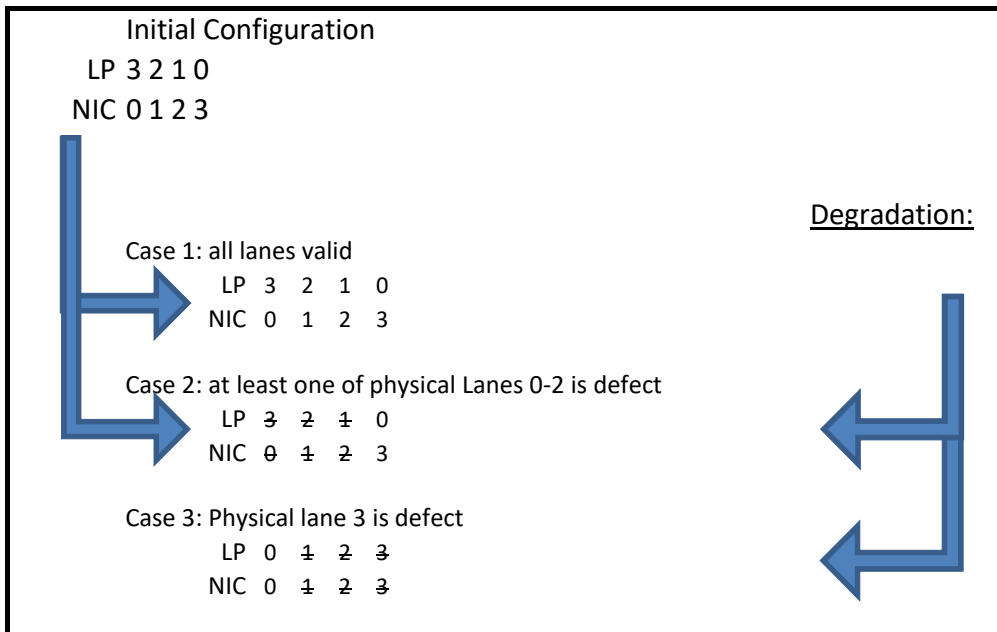 Initial Configuration
LP 3 2 1 0
NIC 0 1 2 3
Degradation:
Case 1: all lanes valid
LP 3 2 1 0
NIC 0 1 2 3
Case 2: at least one of physical Lanes 0-2 is defect
LP 3 2 1 0
NIC 0 1 2 3
Case 3: Physical lane 3 is defect
LP 0 1 2 3
NIC 0 1 2 3